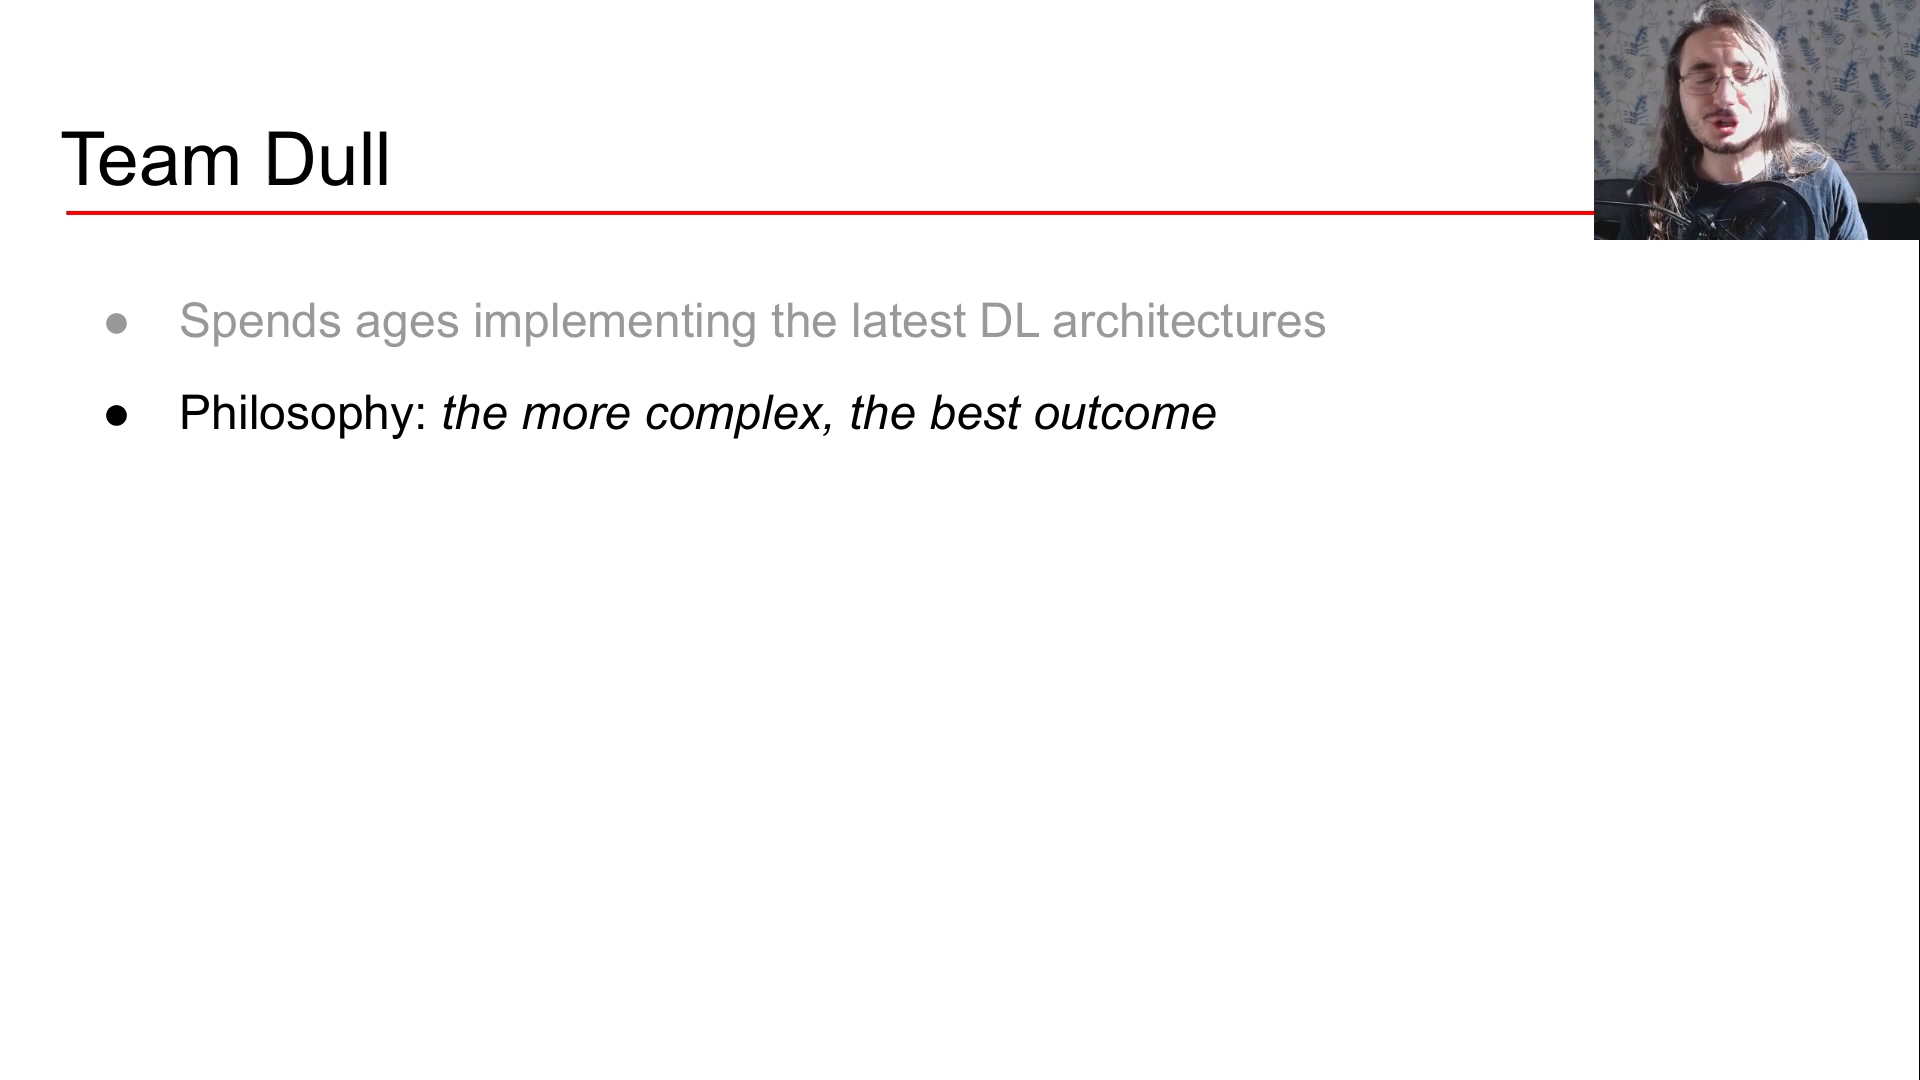 Team Dull
● Spends ages implementing the latest DL architectures
● Philosophy: the more complex, the best outcome